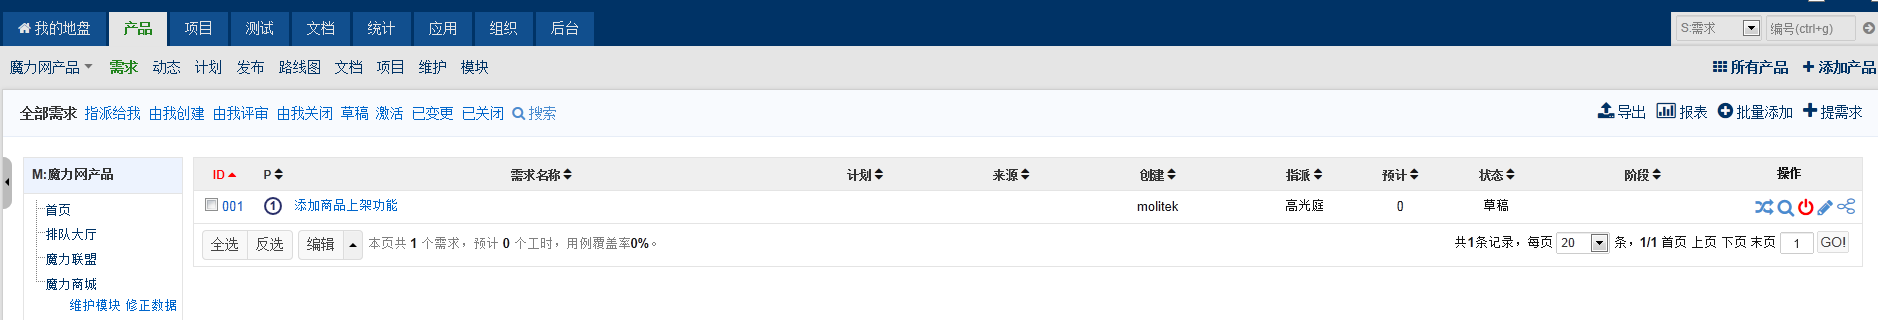 我的地盘 产品 项目 测试 文档 统计 应用 组织 后台 S:需求 编号(ctrl+g)
魔力网产品 需求 动态 计划 发布 路线图 文档 项目 维护 模块 所有产品 添加产品
全部需求 指派给我 由我创建 由我评审 由我关闭 草稿 激活 已变更 已关闭 搜索 导出 报表 批量添加 提需求
M:魔力网产品
首页
排队大厅
魔力联盟
魔力商城
维护模块 修正数据
ID P 需求名称 计划 来源 创建 指派 预计 状态 阶段 操作
001 1 添加商品上架功能 molitek 高光庭 0 草稿
全选 反选 编辑 本页共 1 个需求，预计 0 个工时，用例覆盖率0%。 共1条记录，每页 20 条，1/1 首页 上页 下页 末页 1 GO!